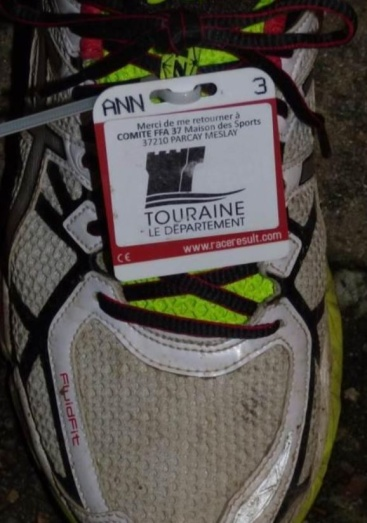 ANN 3
Merci de me retourner à
COMITE FFA 37 Maison des Sports
37210 PARCAY MESLAY
TOURAINE
- LE DÉPARTEMENT
www.raceresult.com
CE
FluidFit